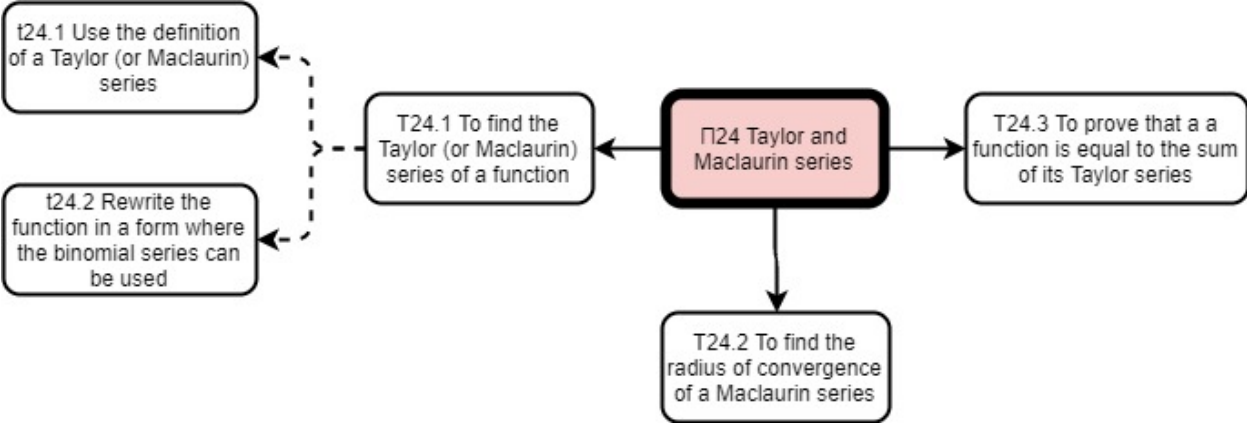 t24.1 Use the definition
of a Taylor (or Maclaurin)
series
t24.2 Rewrite the
function in a form where
the binomial series can
be used
T24.1 To find the
Taylor (or Maclaurin)
series of a function
Π24 Taylor and
Maclaurin series
T24.2 To find the
radius of convergence
of a Maclaurin series
T24.3 To prove that a a
function is equal to the sum
of its Taylor series